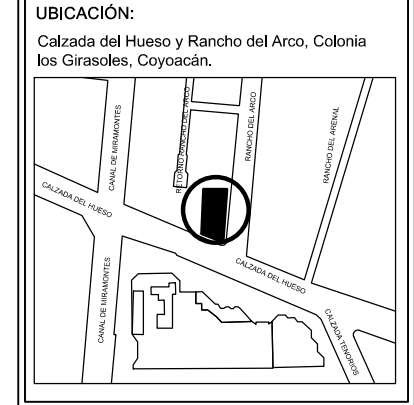 UBICACIÓN:
Calzada del Hueso y Rancho del Arco, Colonia
los Girasoles, Coyoacán.
CANAL DE MIRAMONTES
RETORNO RANCHO DEL ARCO
RANCHO DEL ARCO
RANCHO DEL ARENAL
CALZADA DEL HUESO
CALZADA DEL HUESO
CANAL DE MIRAMONTES
CALZADA TENORIOS